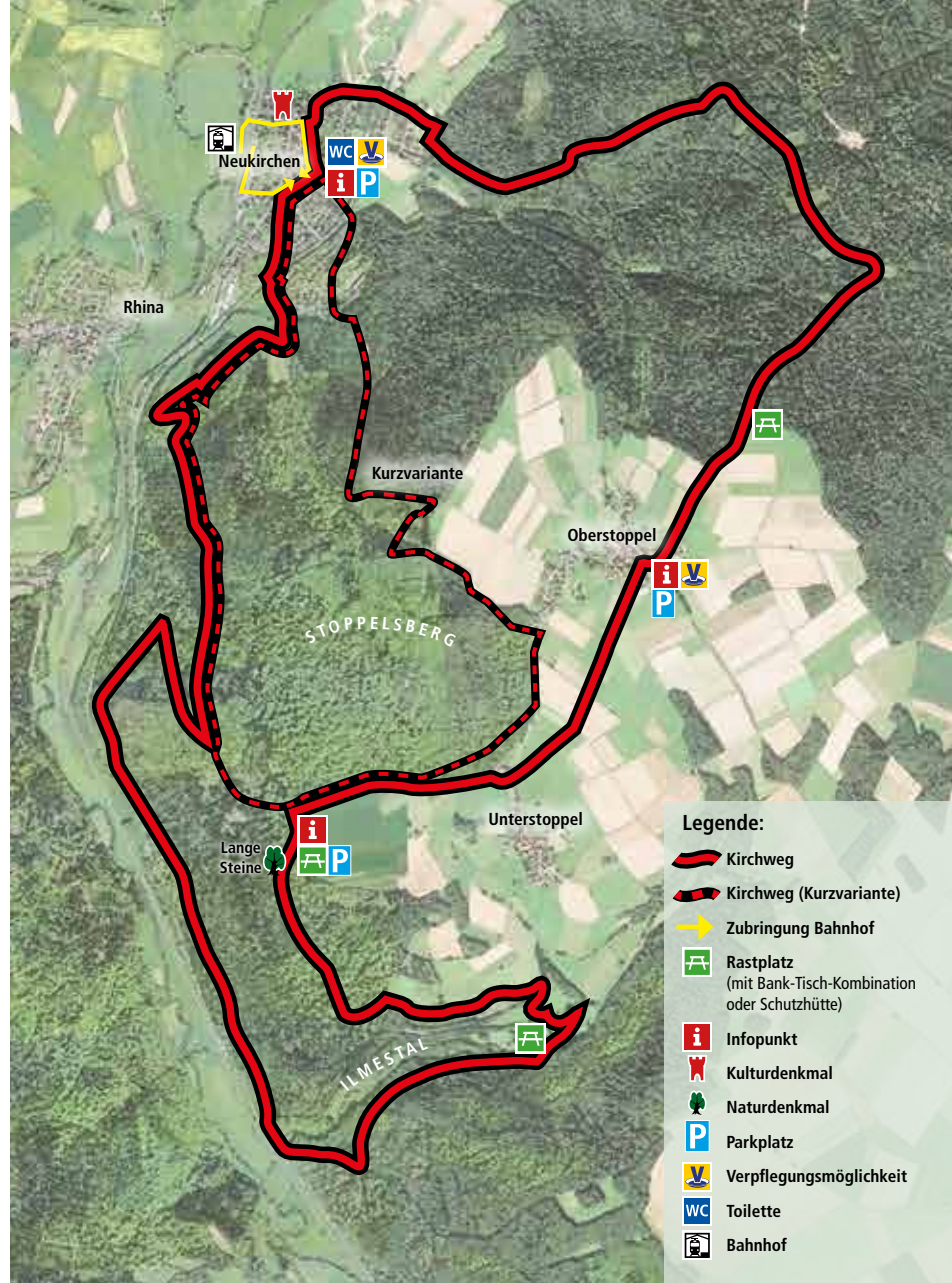 Neukirchen
WC
V
i
P
Rhina
Kurzvariante
Oberstoppel
i
V
P
STOPPELSBERG
Unterstoppel
i
Lange
Steine
P
ILMESTAL
Legende:
Kirchweg
Kirchweg (Kurzvariante)
Zubringung Bahnhof
Rastplatz
(mit Bank-Tisch-Kombination
oder Schutzhütte)
i Infopunkt
Kulturdenkmal
Naturdenkmal
P Parkplatz
V Verpflegungsmöglichkeit
WC Toilette
Bahnhof